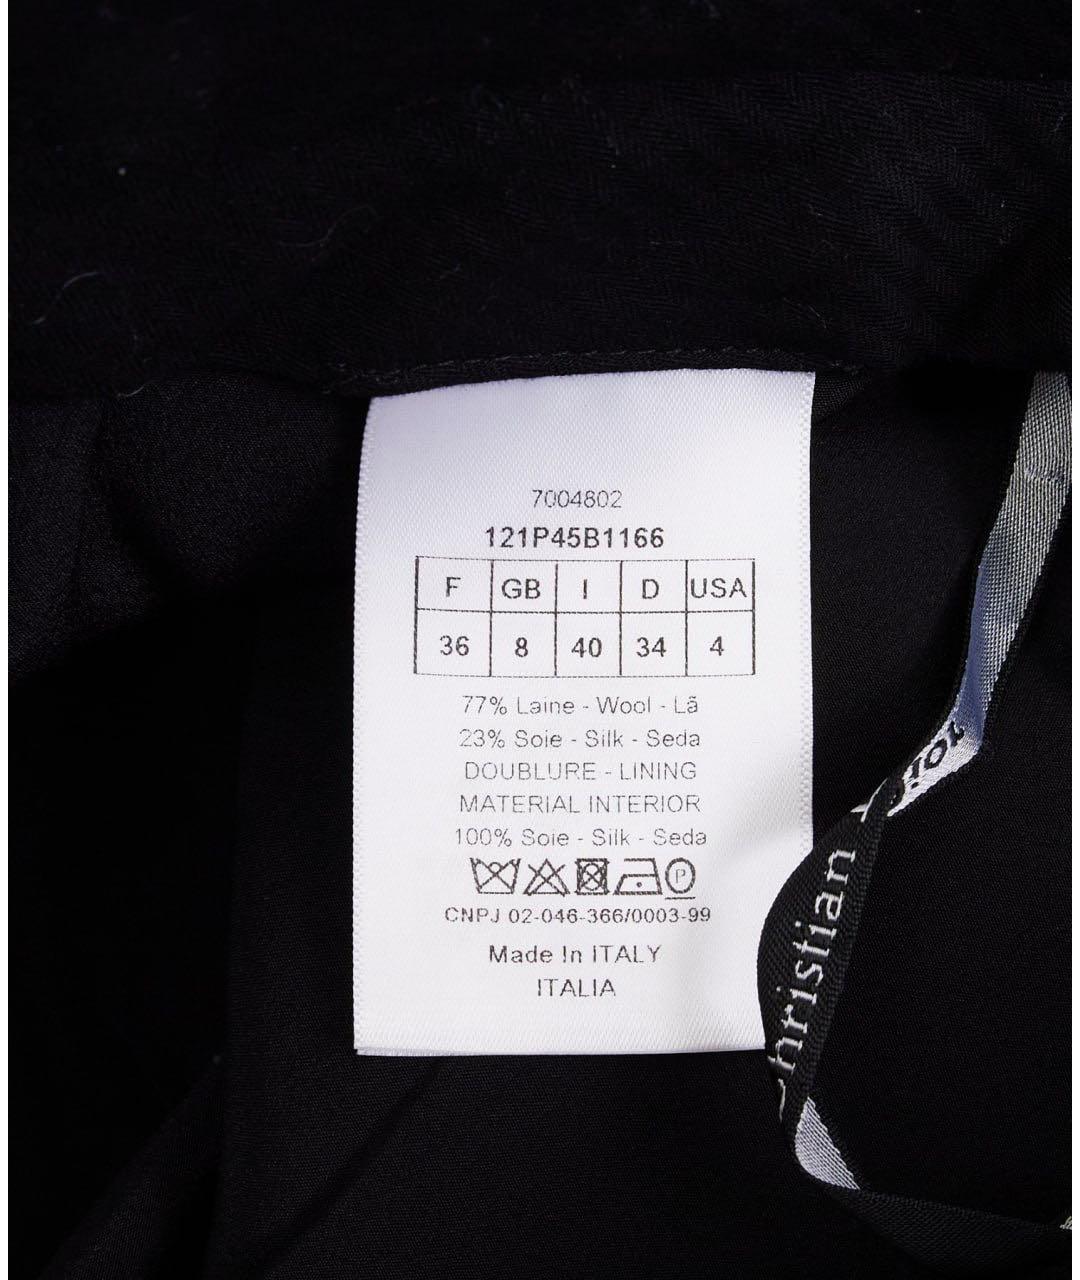 7004802
121P45B1166
F GB I D USA
36 8 40 34 4
77% Laine - Wool - Lã
23% Soie - Silk - Seda
DOUBLURE - LINING
MATERIAL INTERIOR
100% Soie - Silk - Seda
P
CNPJ 02-046-366/0003-99
Made In ITALY
ITALIA
Christian